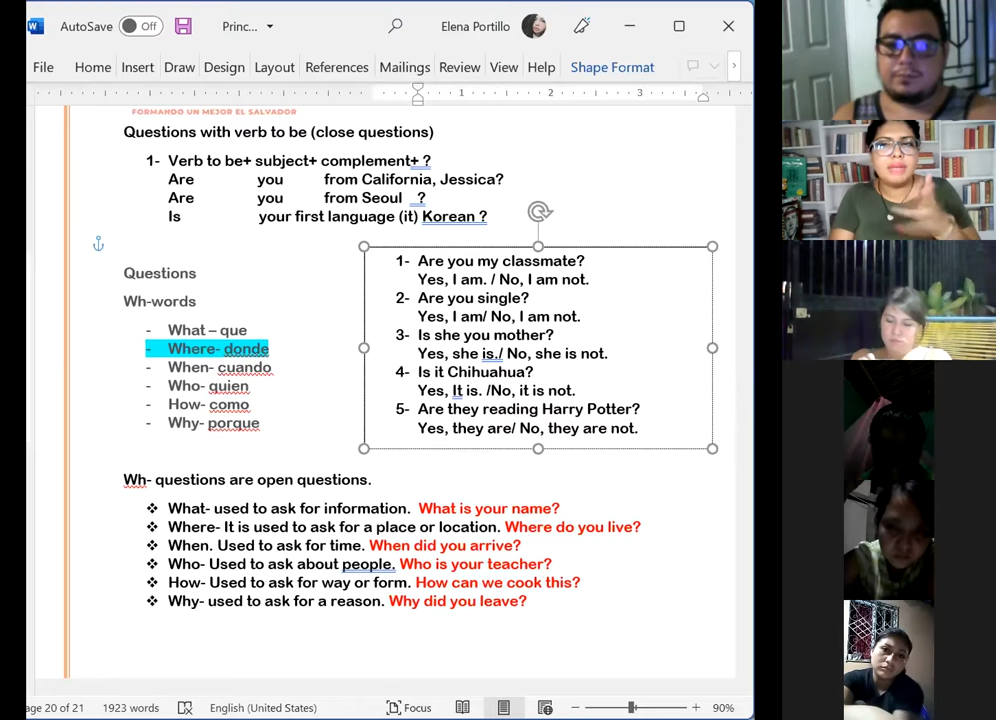 AutoSave Off Princ... Elena Portillo
File Home Insert Draw Design Layout References Mailings Review View Help Shape Format
1 2 3
FORMANDO UN MEJOR EL SALVADOR
Questions with verb to be (close questions)
1- Verb to be+ subject+ complement+ ?
Are you from California, Jessica?
Are you from Seoul ?
Is your first language (it) Korean ?
Questions
Wh-words
- What – que
- Where- donde
- When- cuando
- Who- quien
- How- como
- Why- porque
1- Are you my classmate?
Yes, I am. / No, I am not.
2- Are you single?
Yes, I am/ No, I am not.
3- Is she you mother?
Yes, she is./ No, she is not.
4- Is it Chihuahua?
Yes, It is. /No, it is not.
5- Are they reading Harry Potter?
Yes, they are/ No, they are not.
Wh- questions are open questions.
❖ What- used to ask for information. What is your name?
❖ Where- It is used to ask for a place or location. Where do you live?
❖ When. Used to ask for time. When did you arrive?
❖ Who- Used to ask about people. Who is your teacher?
❖ How- Used to ask for way or form. How can we cook this?
❖ Why- used to ask for a reason. Why did you leave?
age 20 of 21 1923 words English (United States) Focus 90%